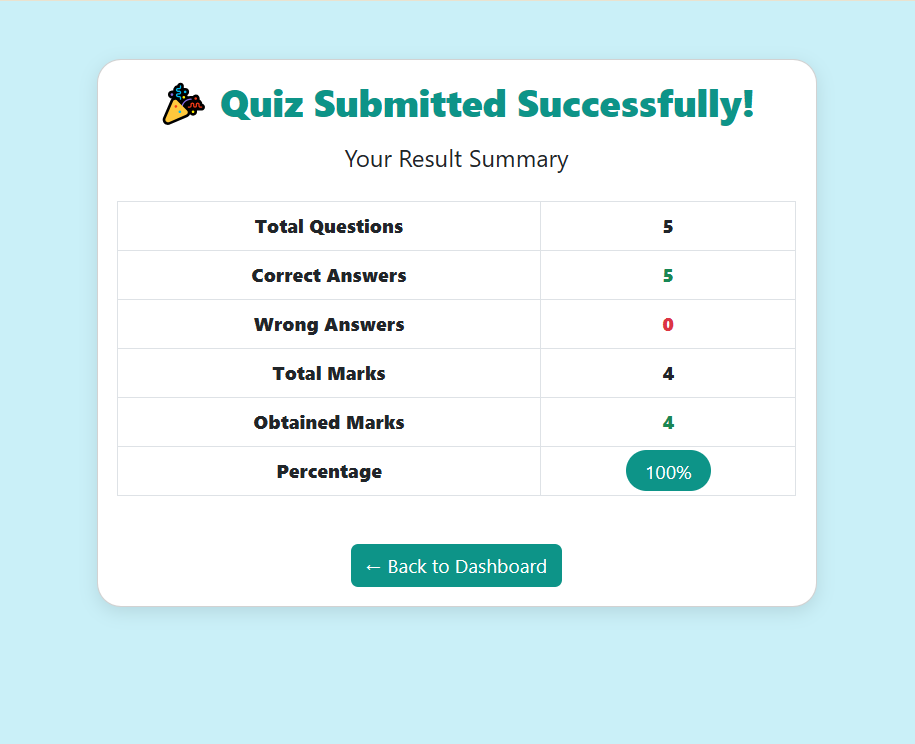 🎉 Quiz Submitted Successfully!
Your Result Summary
Total Questions 5
Correct Answers 5
Wrong Answers 0
Total Marks 4
Obtained Marks 4
Percentage 100%
← Back to Dashboard